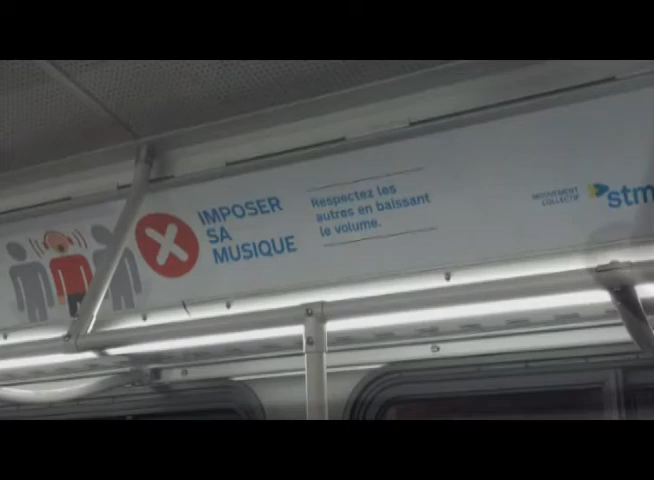 IMPOSER
SA
MUSIQUE
Respectez les
autres en baissant
le volume.
MOUVEMENT
COLLECTIF
stm